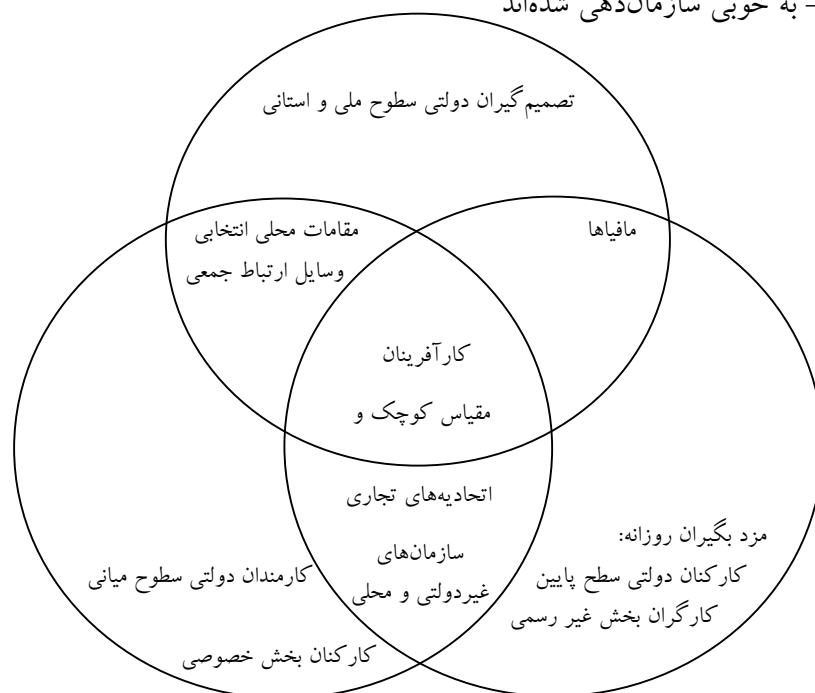 - به خوبی سازمان‌دهی شده‌اند
تصمیم‌گیران دولتی سطوح ملی و استانی
مقامات محلی انتخابی
وسایل ارتباط جمعی
مافیاها
کارآفرینان
مقیاس کوچک و
اتحادیه‌های تجاری
سازمان‌های
غیردولتی و محلی
مزد بگیران روزانه:
کارکنان دولتی سطح پایین
کارگران بخش غیر رسمی
کارمندان دولتی سطوح میانی
کارکنان بخش خصوصی